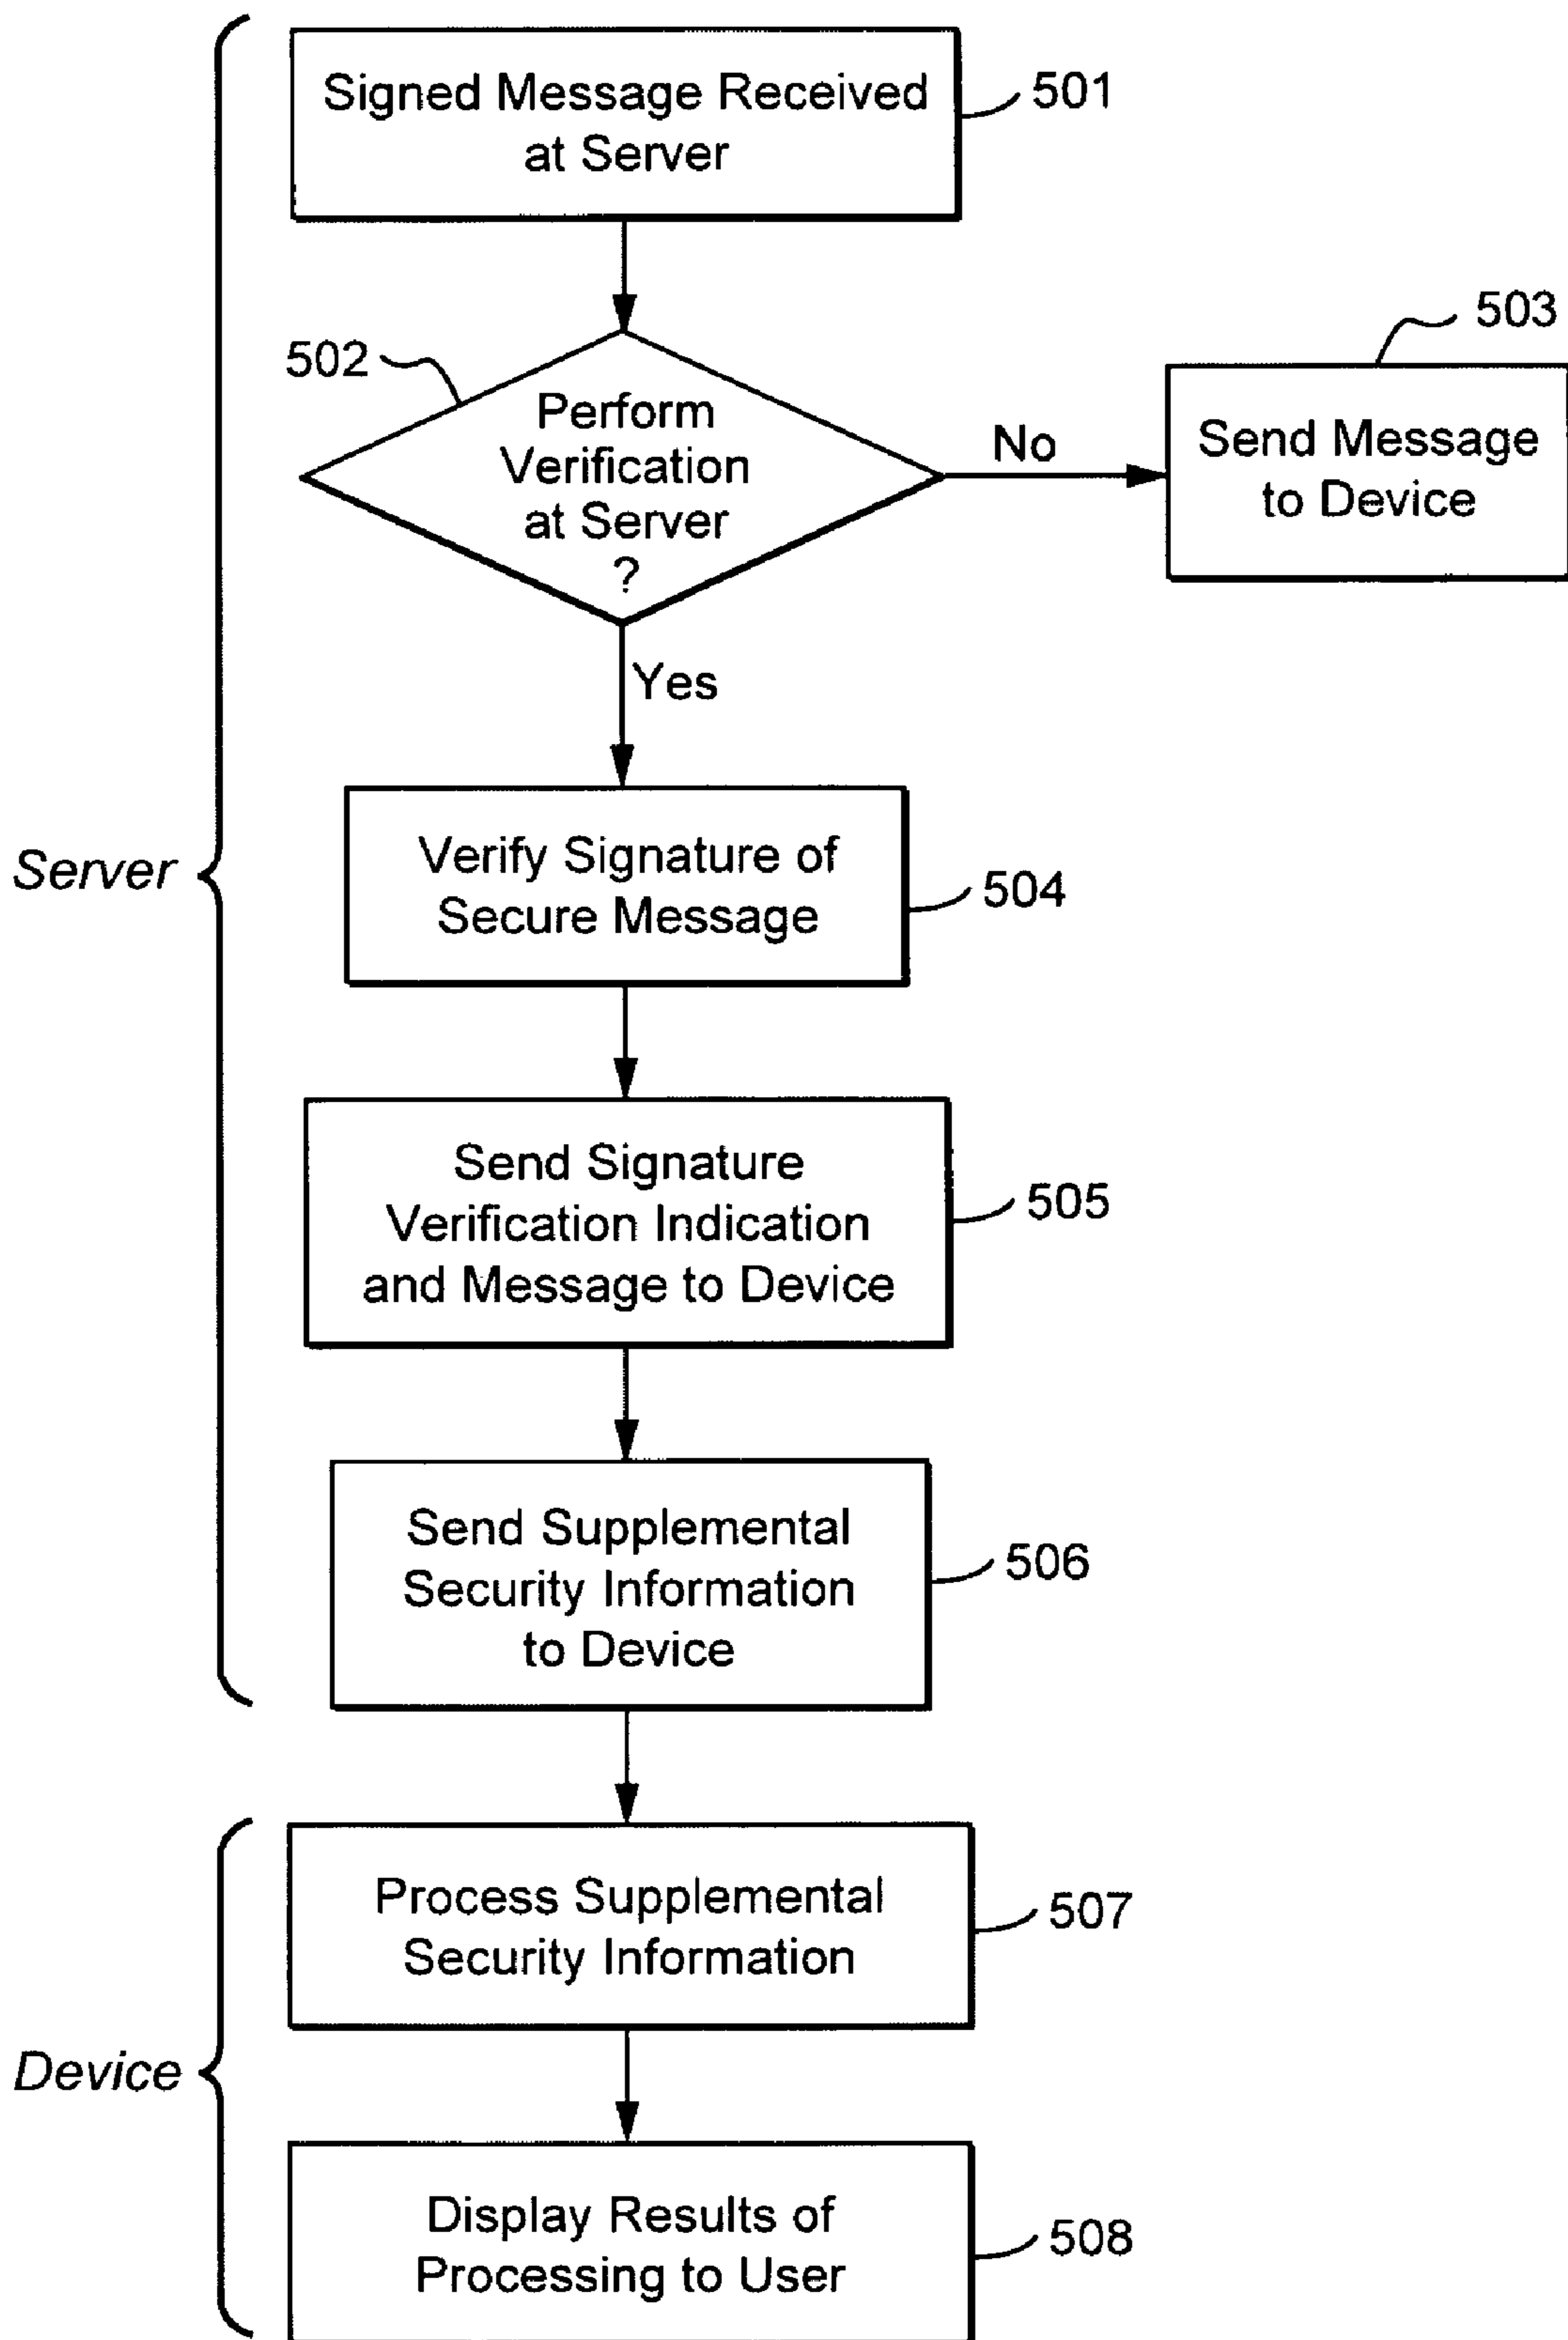 Signed Message Received
at Server
501
502
Perform
Verification
at Server
?
No
503
Send Message
to Device
Yes
Server
Verify Signature of
Secure Message
504
Send Signature
Verification Indication
and Message to Device
505
Send Supplemental
Security Information
to Device
506
Device
Process Supplemental
Security Information
507
Display Results of
Processing to User
508